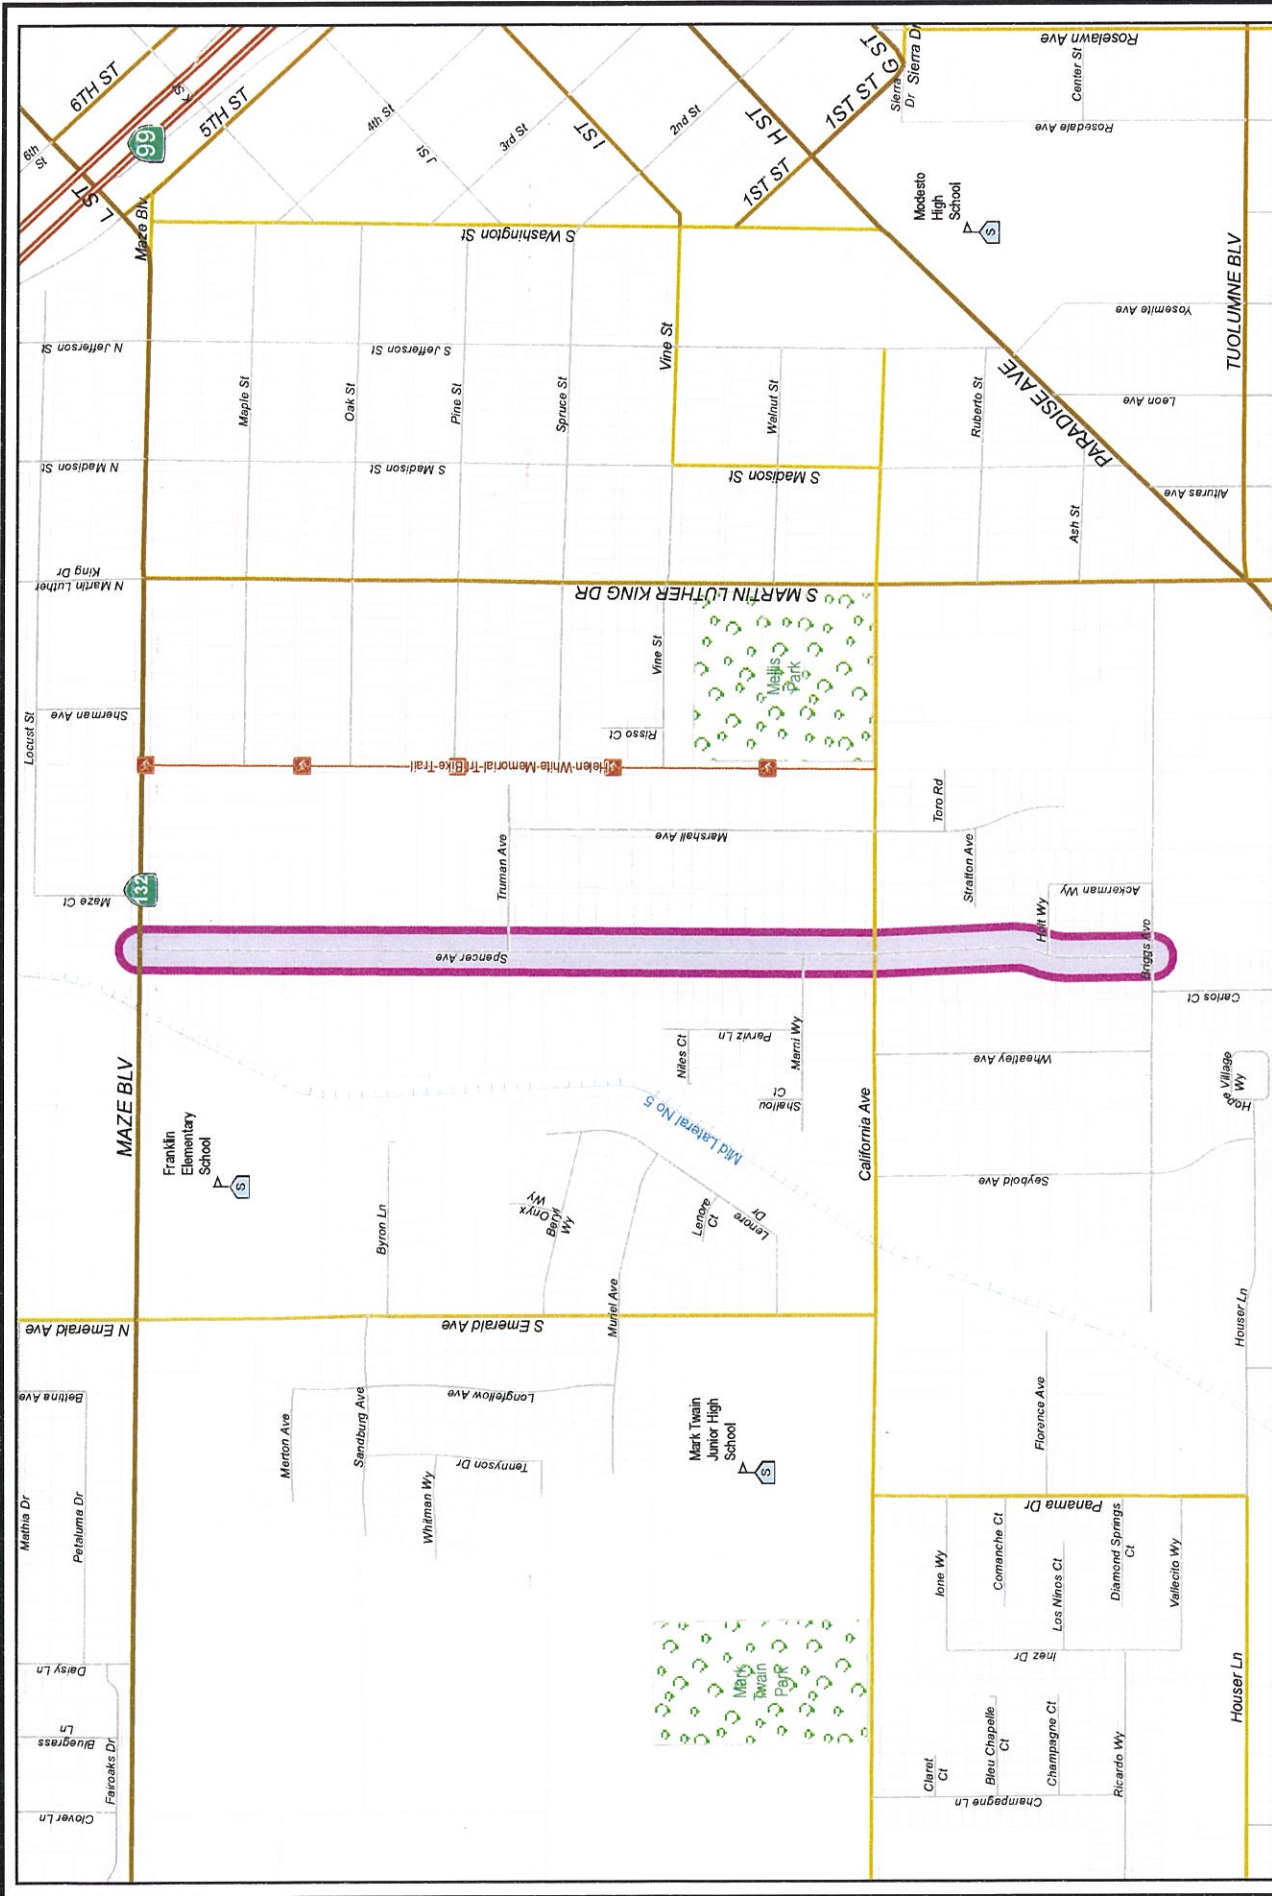 Mathia Dr
Petaluma Dr
Bettina Ave
Daisy Ln
Bluegrass
Ln
Clover Ln
Fairoaks Dr
N Emerald Ave
MAZE BLV
Franklin
Elementary
School
S
132
Maze Ct
Locust St
Sherman Ave
N Martin Luther
King Dr
N Madison St
N Jefferson St
Maze Blv
L ST
6th
St
6TH ST
K St
99
5TH ST
4th St
J St
3rd St
I ST
2nd St
H ST
1ST ST
1ST ST
G ST
Sierra
Dr
Sierra Dr
Roselawn Ave
Center St
Rosedale Ave
Modesto
High
School
S
TUOLUMNE BLV
Yosemite Ave
Leon Ave
Alturas Ave
PARADISE AVE
Ruberto St
Ash St
S Washington St
Maple St
Oak St
Pine St
Spruce St
Vine St
Walnut St
S Jefferson St
S Madison St
S Madison St
S MARTIN LUTHER KING DR
Vine St
Risso Ct
Mellis
Park
Helen-White-Memorial-Tri-Bike-Trail
Truman Ave
Marshall Ave
Toro Rd
Stratton Ave
Holt Wy
Ackerman Wy
Briggs Ave
Spencer Ave
Carlos Ct
Niles Ct
Parviz Ln
Marni Wy
Shallou
Ct
Mid Lateral No 5
California Ave
Wheatley Ave
Seybold Ave
Hope Village
Wy
Houser Ln
Byron Ln
Onyx
Wy
Beryl
Wy
Lenore
Ct
Lenore
Dr
Muriel Ave
S Emerald Ave
Longfellow Ave
Merton Ave
Sandburg Ave
Tennyson Dr
Whitman Wy
Mark Twain
Junior High
School
S
Mark
Twain
Park
Florence Ave
Panama Dr
Ione Wy
Comanche Ct
Los Ninos Ct
Diamond Springs
Ct
Vallecito Wy
Inez Dr
Claret
Ct
Bleu Chapelle
Ct
Champagne Ct
Ricardo Wy
Champagne Ln
Houser Ln